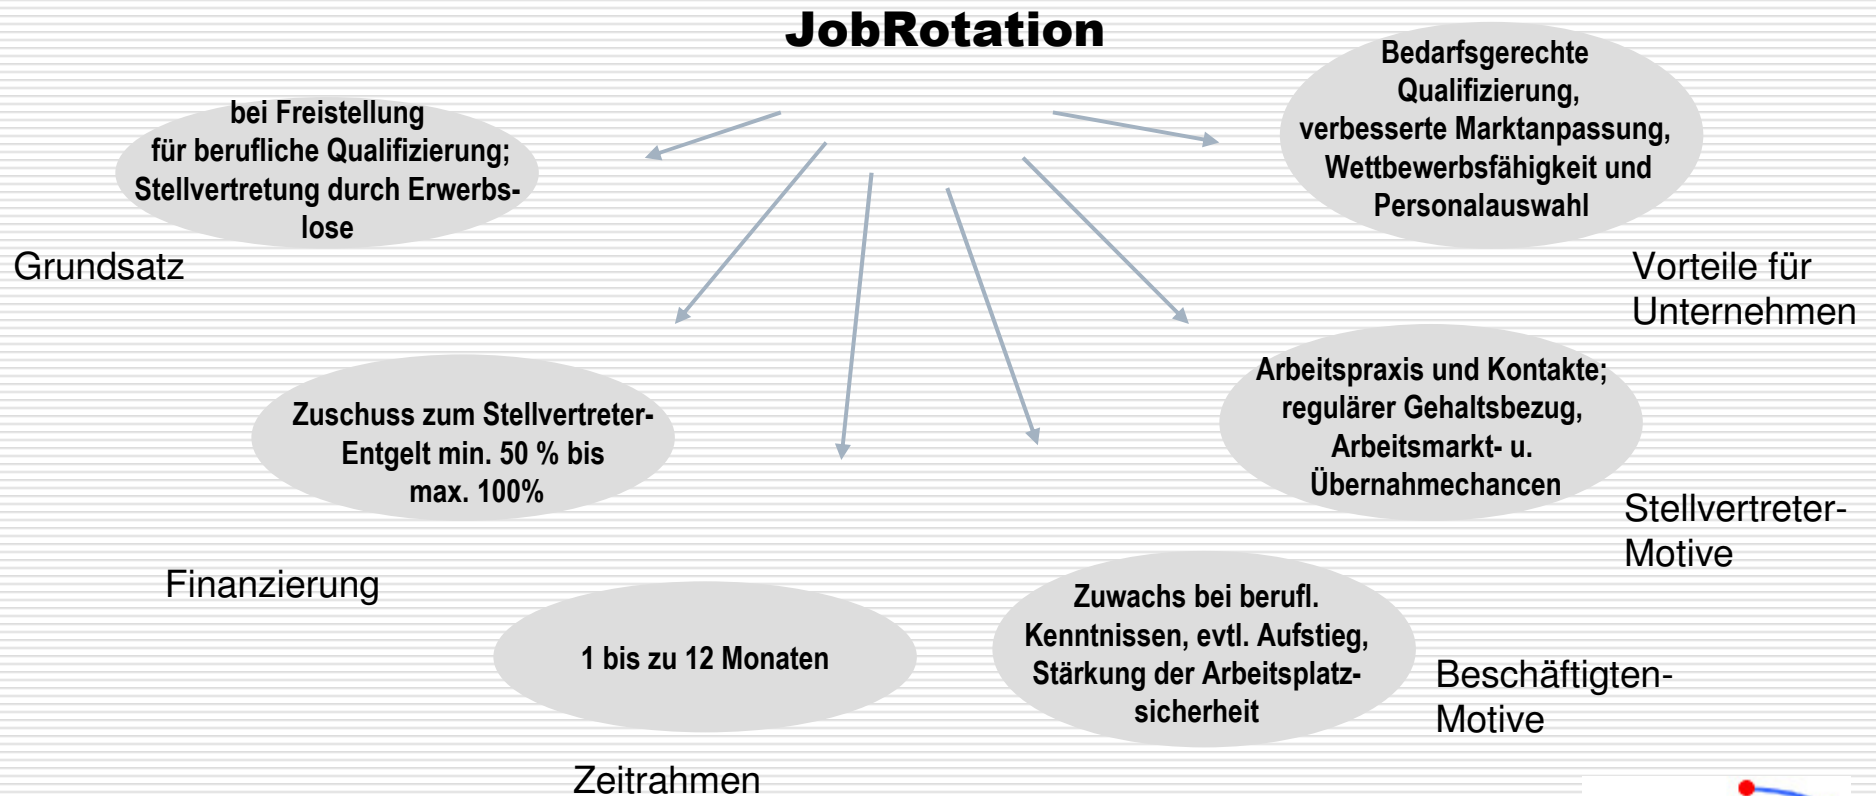 JobRotation
bei Freistellung
für berufliche Qualifizierung;
Stellvertretung durch Erwerbs-
lose
Grundsatz
Bedarfsgerechte
Qualifizierung,
verbesserte Marktanpassung,
Wettbewerbsfähigkeit und
Personalauswahl
Vorteile für
Unternehmen
Zuschuss zum Stellvertreter-
Entgelt min. 50 % bis
max. 100%
Finanzierung
Arbeitspraxis und Kontakte;
regulärer Gehaltsbezug,
Arbeitsmarkt- u.
Übernahmechancen
Stellvertreter-
Motive
1 bis zu 12 Monaten
Zeitrahmen
Zuwachs bei berufl.
Kenntnissen, evtl. Aufstieg,
Stärkung der Arbeitsplatz-
sicherheit
Beschäftigten-
Motive